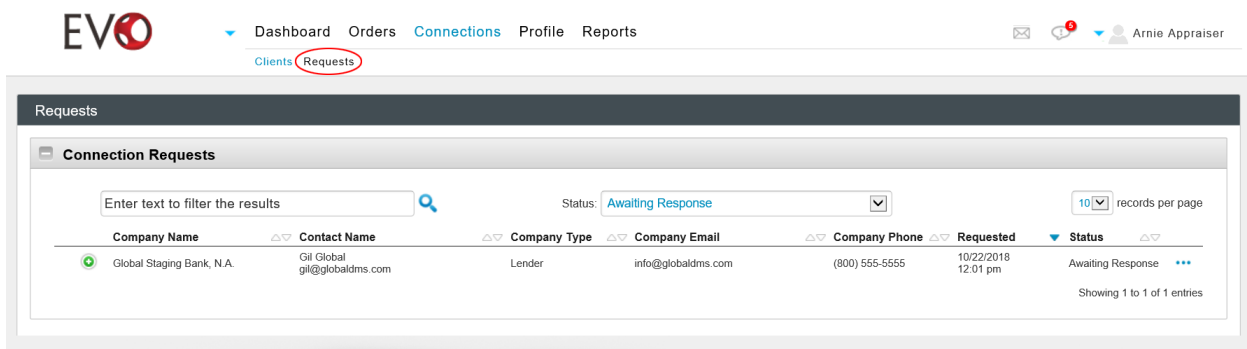 EVO
Dashboard Orders Connections Profile Reports
5
Arnie Appraiser
Clients Requests
Requests
Connection Requests
Enter text to filter the results
Status: Awaiting Response
10 records per page
Company Name Contact Name Company Type Company Email Company Phone Requested Status
Global Staging Bank, N.A. Gil Global Lender info@globaldms.com (800) 555-5555 10/22/2018 Awaiting Response
gil@globaldms.com 12:01 pm
Showing 1 to 1 of 1 entries